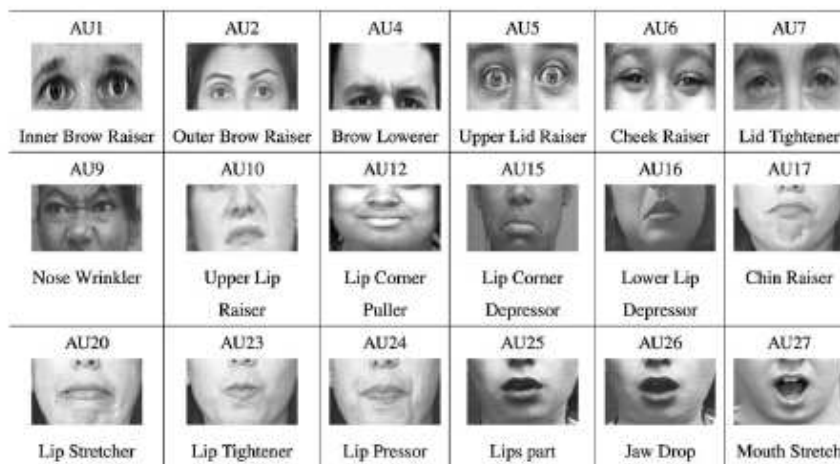 AU1 AU2 AU4 AU5 AU6 AU7
Inner Brow Raiser Outer Brow Raiser Brow Lowerer Upper Lid Raiser Cheek Raiser Lid Tightener
AU9 AU10 AU12 AU15 AU16 AU17
Nose Wrinkler Upper Lip Lip Corner Lip Corner Lower Lip Chin Raiser
Raiser Puller Depressor Depressor
AU20 AU23 AU24 AU25 AU26 AU27
Lip Stretcher Lip Tightener Lip Pressor Lips part Jaw Drop Mouth Stretch